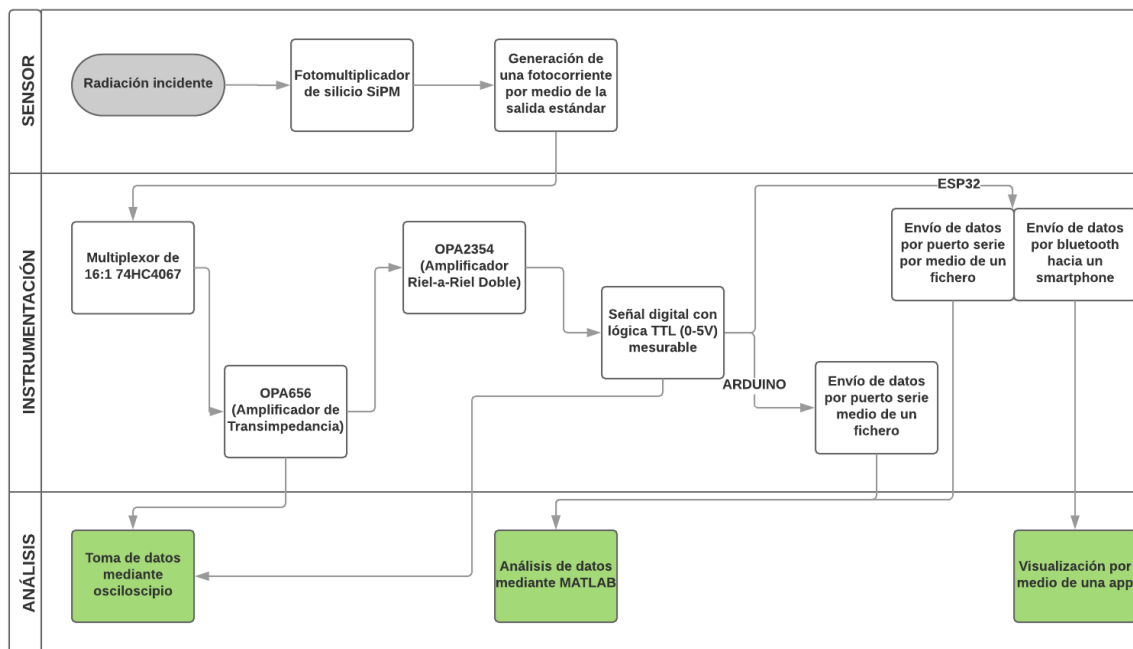 SENSOR
Radiación incidente
Fotomultiplicador
de silicio SiPM
Generación de
una fotocorriente
por medio de la
salida estándar
INSTRUMENTACIÓN
Multiplexor de
16:1 74HC4067
OPA656
(Amplificador de
Transimpedancia)
OPA2354
(Amplificador
Riel-a-Riel Doble)
Señal digital con
lógica TTL (0-5V)
mesurable
ESP32
ARDUINO
Envío de datos
por puerto serie
por medio de un
fichero
Envío de datos
por bluetooth
hacia un
smartphone
Envío de datos
por puerto serie
medio de un
fichero
ANÁLISIS
Toma de datos
mediante
osciloscipio
Análisis de datos
mediante MATLAB
Visualización por
medio de una app